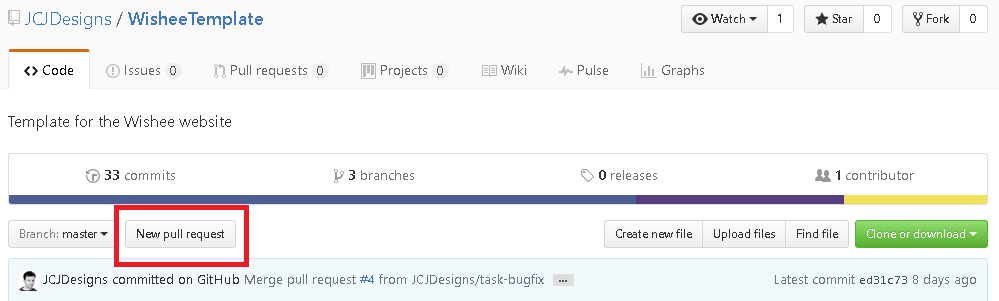 JCJDesigns / WisheeTemplate Watch 1 Star 0 Fork 0
Code Issues 0 Pull requests 0 Projects 0 Wiki Pulse Graphs
Template for the Wishee website
33 commits 3 branches 0 releases 1 contributor
Branch: master New pull request Create new file Upload files Find file Clone or download
JCJDesigns committed on GitHub Merge pull request #4 from JCJDesigns/task-bugfix ... Latest commit ed31c73 8 days ago